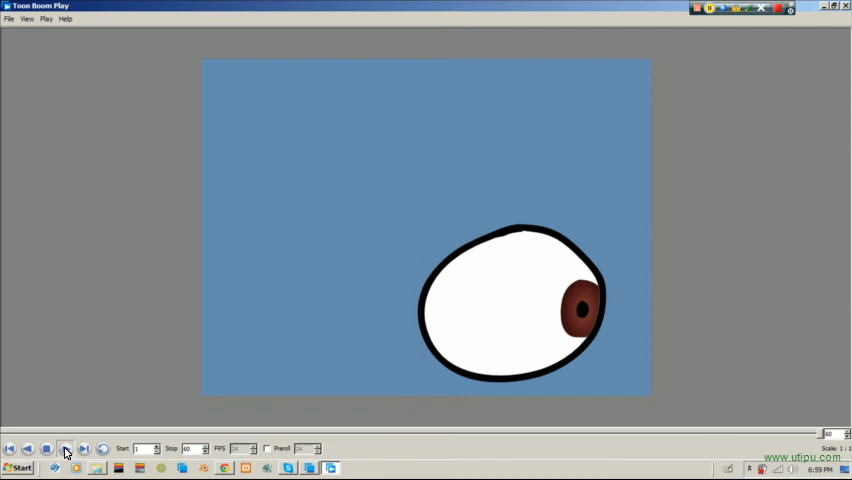 Toon Boom Play
File View Play Help
60
Start 1 Stop 60 FPS 24 Preroll 24 Scale: 1 : 1
www.utipu.com
Start 6:59 PM